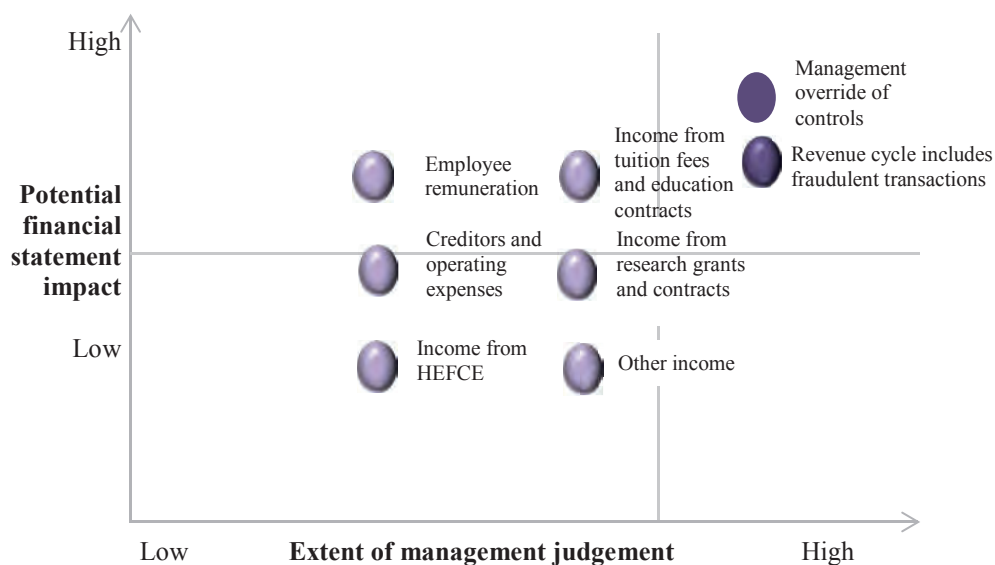 High
Management
override of
controls
Income from
tuition fees
and education
contracts
Revenue cycle includes
fraudulent transactions
Employee
remuneration
Potential
financial
statement
impact
Creditors and
operating
expenses
Income from
research grants
and contracts
Low
Income from
HEFCE
Other income
Low
Extent of management judgement
High